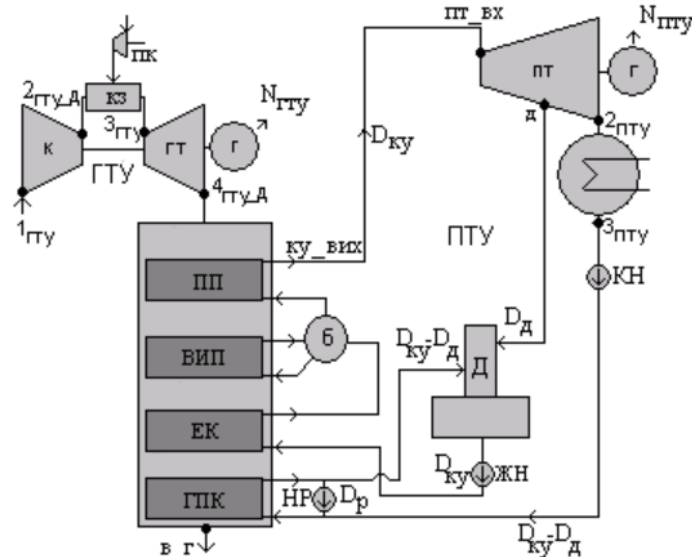 пт_вх
Nпту
пк
2гту_д
кз
3гту
Nгту
пт
г
к
ГТУ
гт
г
Dку
д
2пту
4гту_д
1гту
ку_вих
ПТУ
3пту
ПП
КН
Dд
Dку-Dд
б
ВИП
Д
ЕК
Dку
ЖН
ГПК
НР
Dр
Dку-Dд
в_г